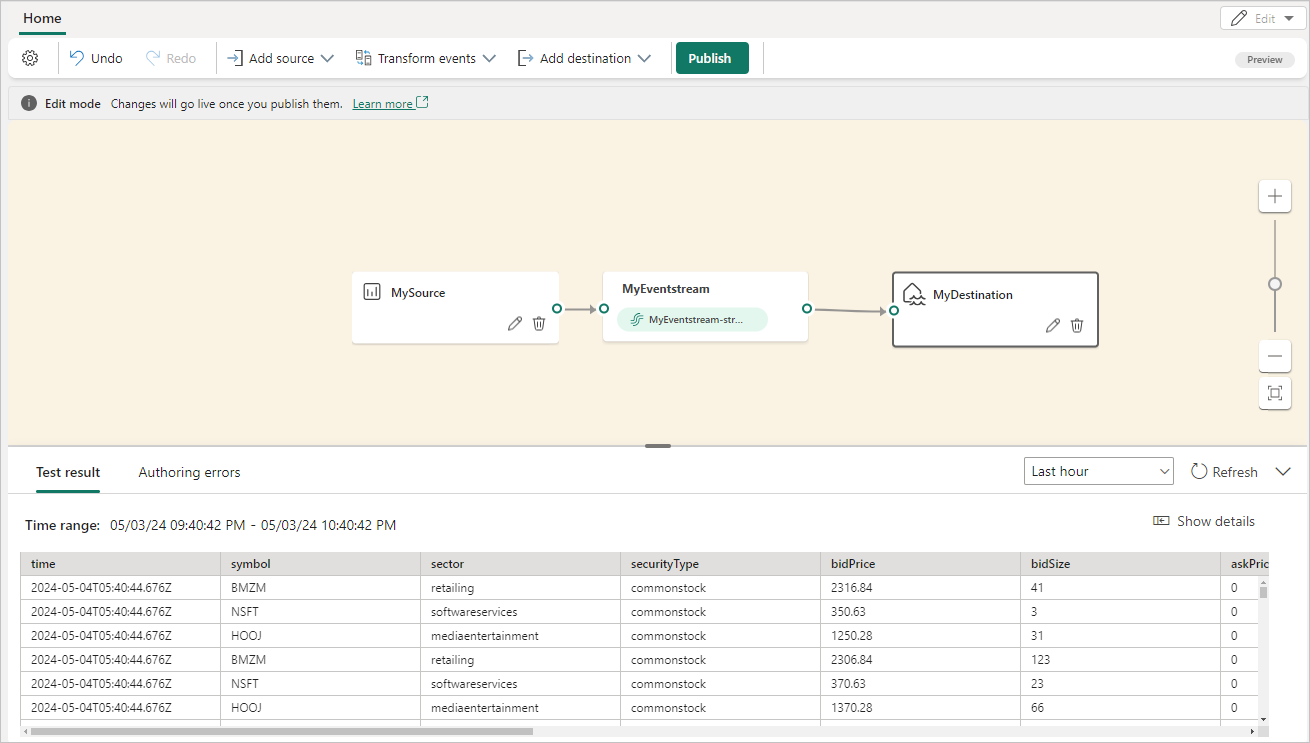 Home
Edit
Undo Redo Add source Transform events Add destination Publish Preview
Edit mode Changes will go live once you publish them. Learn more
MySource
MyEventstream
MyEventstream-str...
MyDestination
Test result Authoring errors Last hour Refresh
Time range: 05/03/24 09:40:42 PM - 05/03/24 10:40:42 PM Show details
time symbol sector securityType bidPrice bidSize askPric
2024-05-04T05:40:44.676Z BMZM retailing commonstock 2316.84 41 0
2024-05-04T05:40:44.676Z NSFT softwareservices commonstock 350.63 3 0
2024-05-04T05:40:44.676Z HOOJ mediaentertainment commonstock 1250.28 31 0
2024-05-04T05:40:44.676Z BMZM retailing commonstock 2306.84 123 0
2024-05-04T05:40:44.676Z NSFT softwareservices commonstock 370.63 23 0
2024-05-04T05:40:44.676Z HOOJ mediaentertainment commonstock 1370.28 66 0